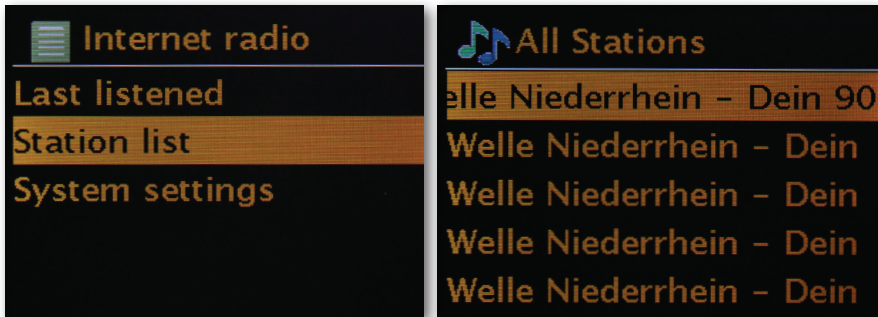 Internet radio
Last listened
Station list
System settings
All Stations
elle Niederrhein – Dein 90
Welle Niederrhein – Dein
Welle Niederrhein – Dein
Welle Niederrhein – Dein
Welle Niederrhein – Dein